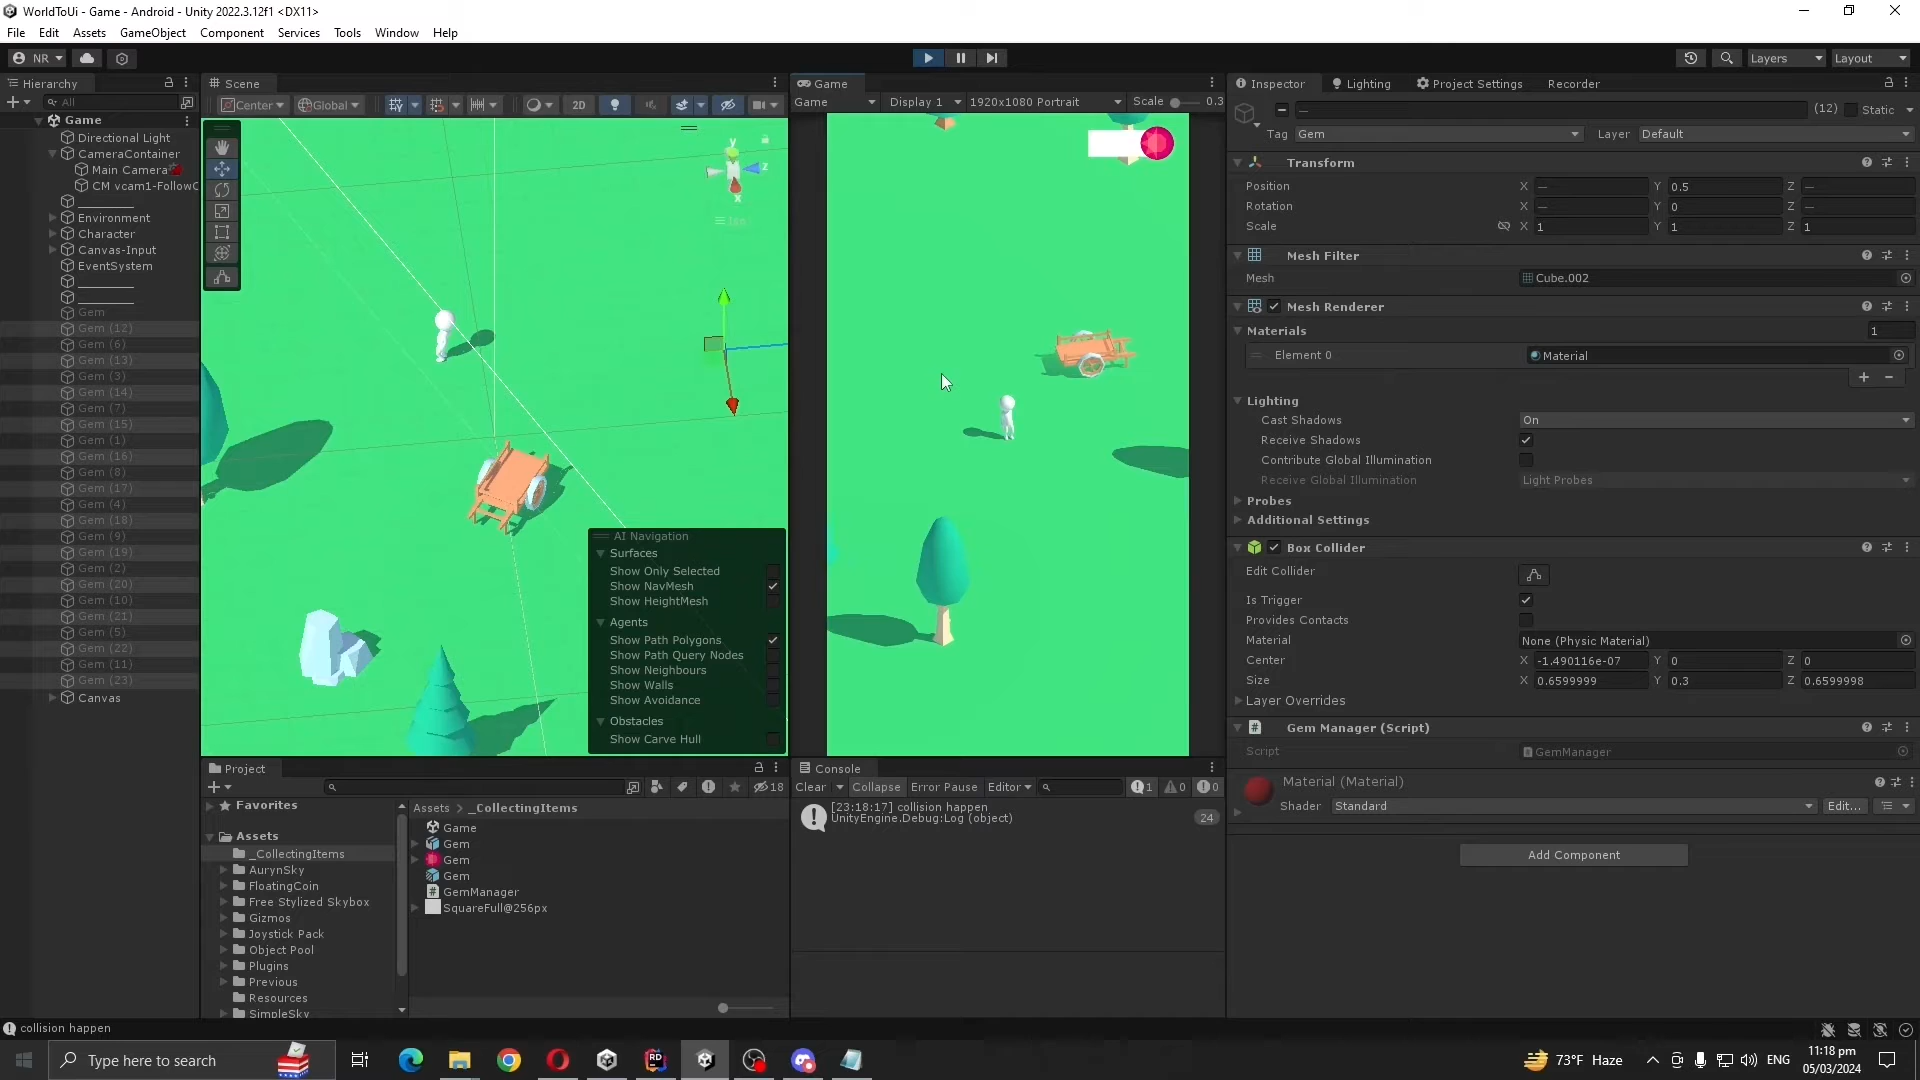 WorldToUi - Game - Android - Unity 2022.3.12f1 <DX11>
File Edit Assets GameObject Component Services Tools Window Help
NR
Layers
Layout
Hierarchy
All
Game
Directional Light
CameraContainer
Main Camera
CM vcam1-FollowC
________
Environment
Character
Canvas-Input
EventSystem
________
________
Gem
Gem (12)
Gem (6)
Gem (13)
Gem (3)
Gem (14)
Gem (7)
Gem (15)
Gem (1)
Gem (16)
Gem (8)
Gem (17)
Gem (4)
Gem (18)
Gem (9)
Gem (19)
Gem (2)
Gem (20)
Gem (10)
Gem (21)
Gem (5)
Gem (22)
Gem (11)
Gem (23)
Canvas
Scene
Center
Global
2D
y
z
x
Iso
AI Navigation
Surfaces
Show Only Selected
Show NavMesh
Show HeightMesh
Agents
Show Path Polygons
Show Path Query Nodes
Show Neighbours
Show Walls
Show Avoidance
Obstacles
Show Carve Hull
Game
Game Display 1 1920x1080 Portrait Scale 0.3
Inspector Lighting Project Settings Recorder
— (12) Static
Tag Gem Layer Default
Transform
Position X — Y 0.5 Z —
Rotation X — Y 0 Z —
Scale X 1 Y 1 Z 1
Mesh Filter
Mesh Cube.002
Mesh Renderer
Materials 1
Element 0 Material
Lighting
Cast Shadows On
Receive Shadows
Contribute Global Illumination
Receive Global Illumination Light Probes
Probes
Additional Settings
Box Collider
Edit Collider
Is Trigger
Provides Contacts
Material None (Physic Material)
Center X -1.490116e-07 Y 0 Z 0
Size X 0.6599999 Y 0.3 Z 0.6599998
Layer Overrides
Gem Manager (Script)
Script GemManager
Material (Material)
Shader Standard Edit...
Add Component
Project
18
Favorites
Assets
_CollectingItems
AurynSky
FloatingCoin
Free Stylized Skybox
Gizmos
Joystick Pack
Object Pool
Plugins
Previous
Resources
SimpleSky
Assets > _CollectingItems
Game
Gem
Gem
Gem
GemManager
SquareFull@256px
Console
Clear Collapse Error Pause Editor 1 0 0
[23:18:17] collision happen
UnityEngine.Debug:Log (object)
24
collision happen
Type here to search
73°F Haze
ENG
11:18 pm
05/03/2024